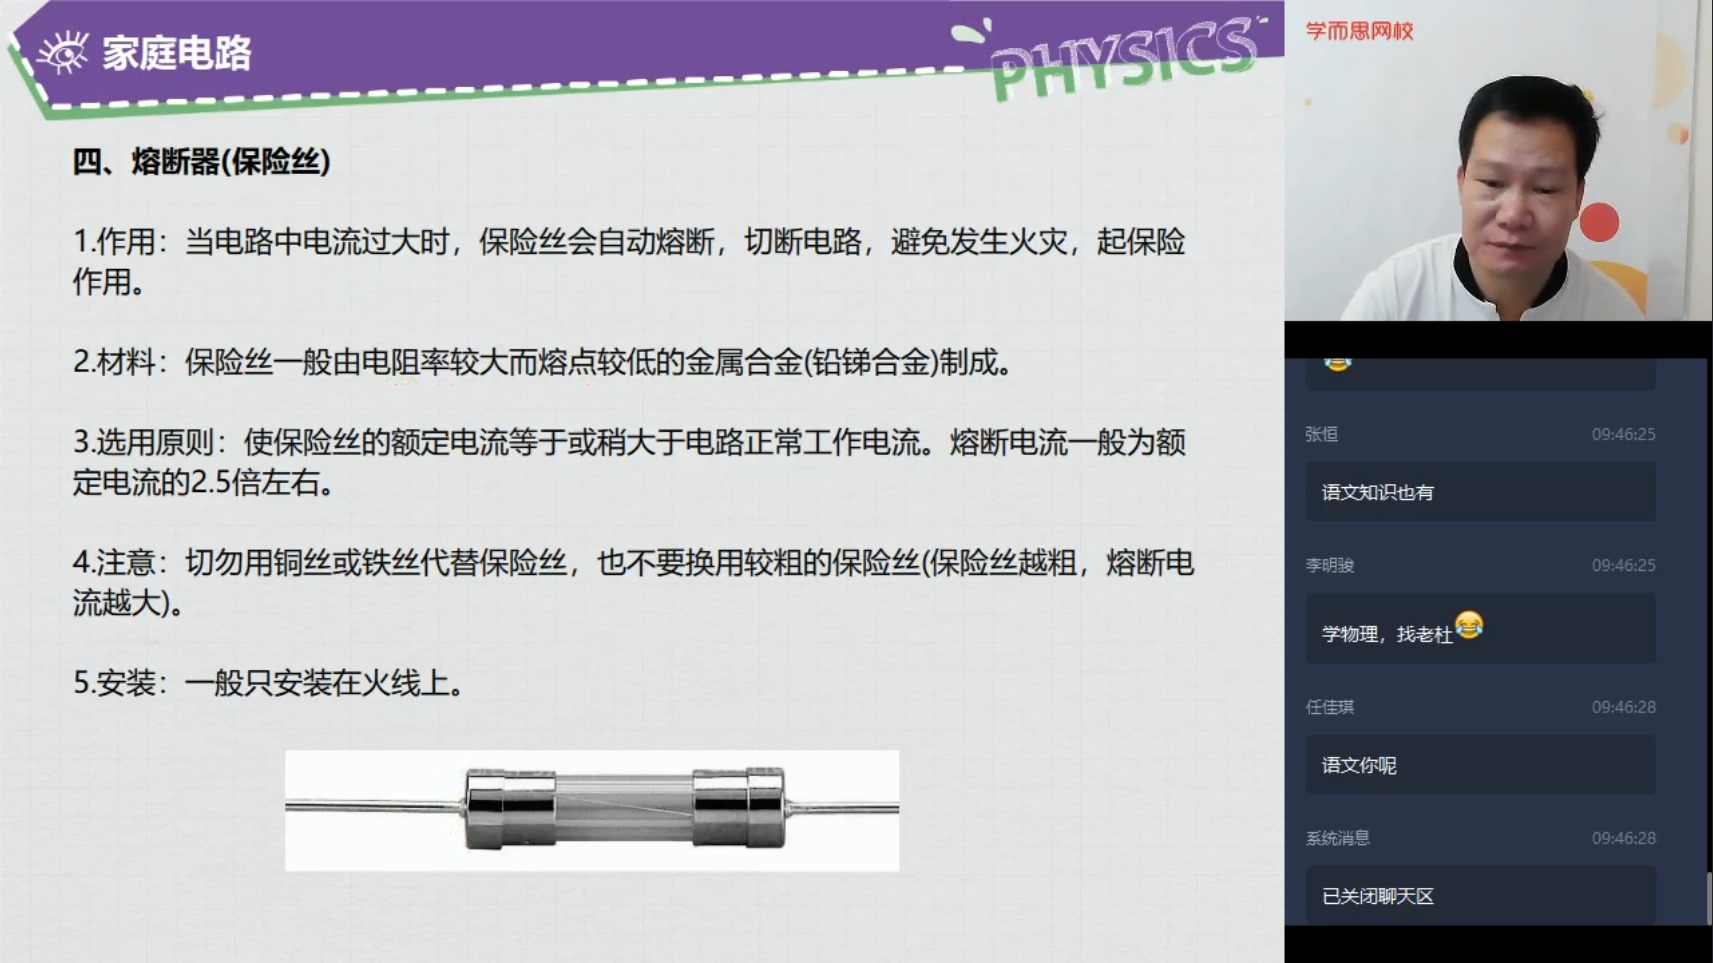 家庭电路
PHYSICS
四、熔断器(保险丝)
1.作用：当电路中电流过大时，保险丝会自动熔断，切断电路，避免发生火灾，起保险
作用。
2.材料：保险丝一般由电阻率较大而熔点较低的金属合金(铅锑合金)制成。
3.选用原则：使保险丝的额定电流等于或稍大于电路正常工作电流。熔断电流一般为额
定电流的2.5倍左右。
4.注意：切勿用铜丝或铁丝代替保险丝，也不要换用较粗的保险丝(保险丝越粗，熔断电
流越大)。
5.安装：一般只安装在火线上。
学而思网校
张恒 09:46:25
语文知识也有
李明骏 09:46:25
学物理，找老杜😂
任佳琪 09:46:28
语文你呢
系统消息 09:46:28
已关闭聊天区